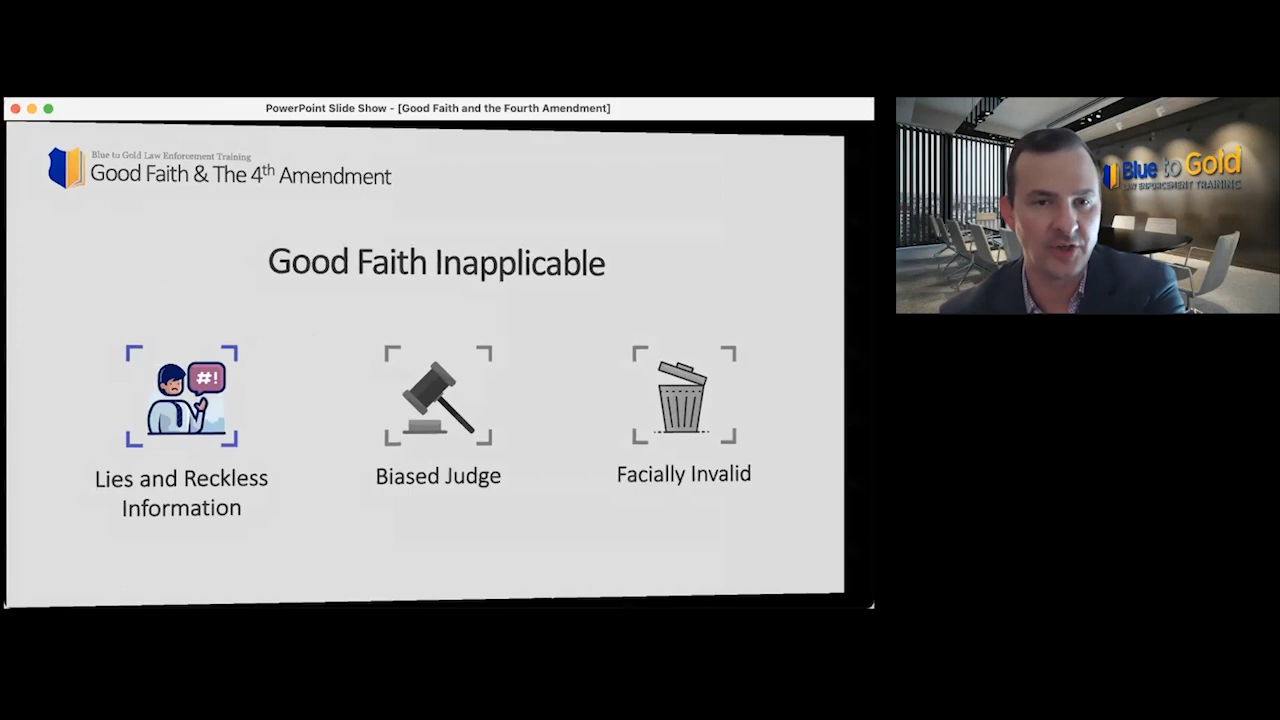 PowerPoint Slide Show - [Good Faith and the Fourth Amendment]
Blue to Gold Law Enforcement Training
Good Faith & The 4th Amendment
Good Faith Inapplicable
#!
Lies and Reckless
Information
Biased Judge
Facially Invalid
Blue to Gold
LAW ENFORCEMENT TRAINING